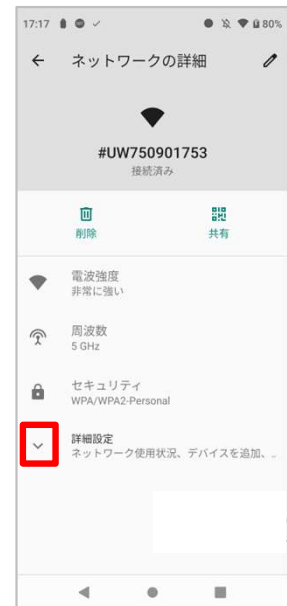 17:17 80%
ネットワークの詳細
#UW750901753
接続済み
削除 共有
電波強度
非常に強い
周波数
5 GHz
セキュリティ
WPA/WPA2-Personal
詳細設定
ネットワーク使用状況、デバイスを追加、..